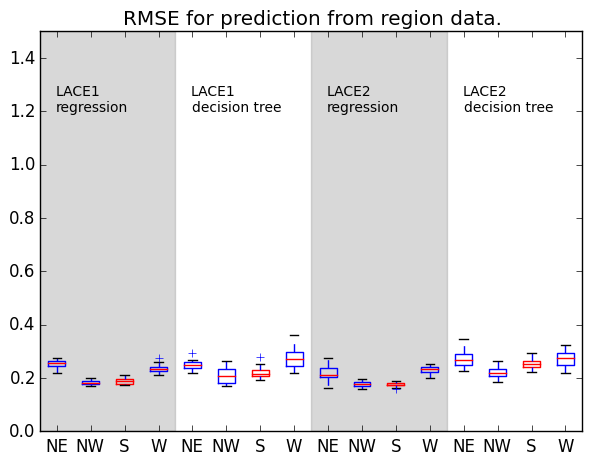 RMSE for prediction from region data.
1.4
1.2
1.0
0.8
0.6
0.4
0.2
0.0
LACE1
regression
LACE1
decision tree
LACE2
regression
LACE2
decision tree
NE NW S W NE NW S W NE NW S W NE NW S W